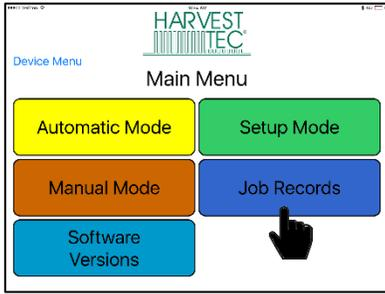 HARVEST
TEC
Device Menu
Main Menu
Automatic Mode
Setup Mode
Manual Mode
Job Records
Software
Versions